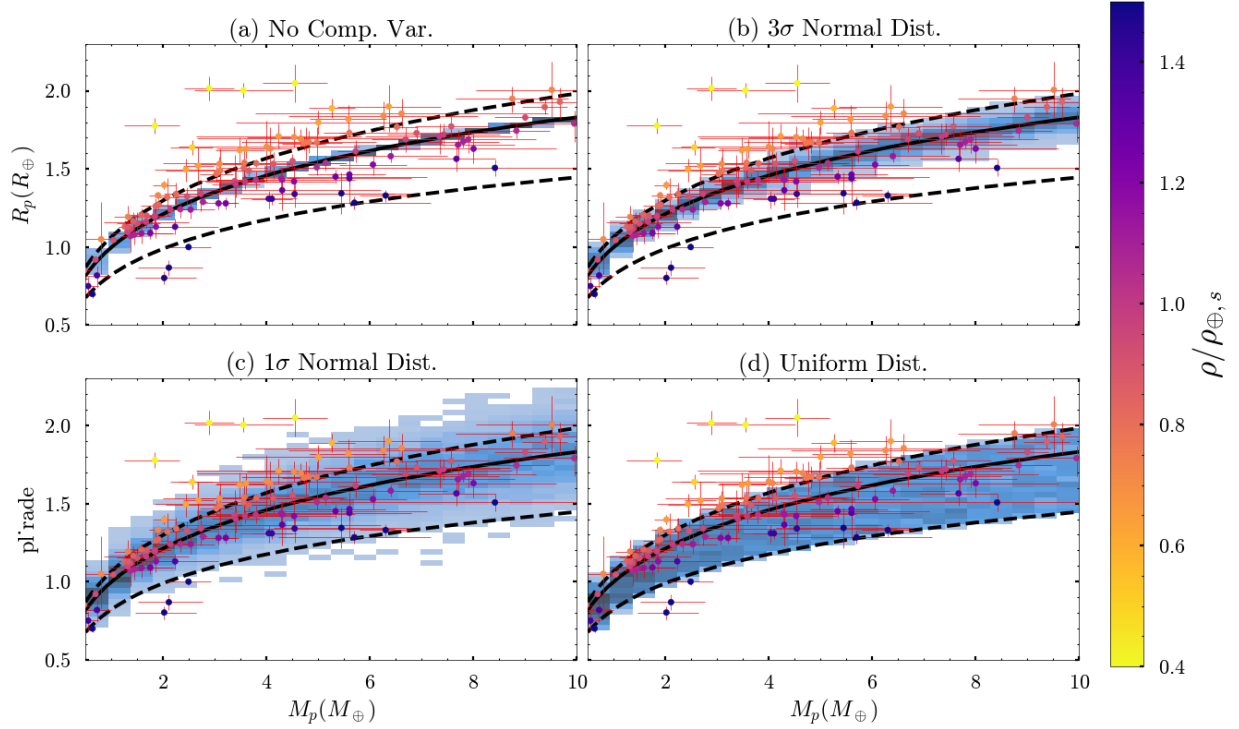 (a) No Comp. Var.
(b) 3σ Normal Dist.
2.0
1.5
1.0
0.5
R_p(R_⊕)
(c) 1σ Normal Dist.
(d) Uniform Dist.
2.0
1.5
1.0
0.5
pl'rade
2 4 6 8 10
M_p(M_⊕)
2 4 6 8 10
M_p(M_⊕)
1.4
1.2
1.0
0.8
0.6
0.4
ρ/ρ_⊕,s